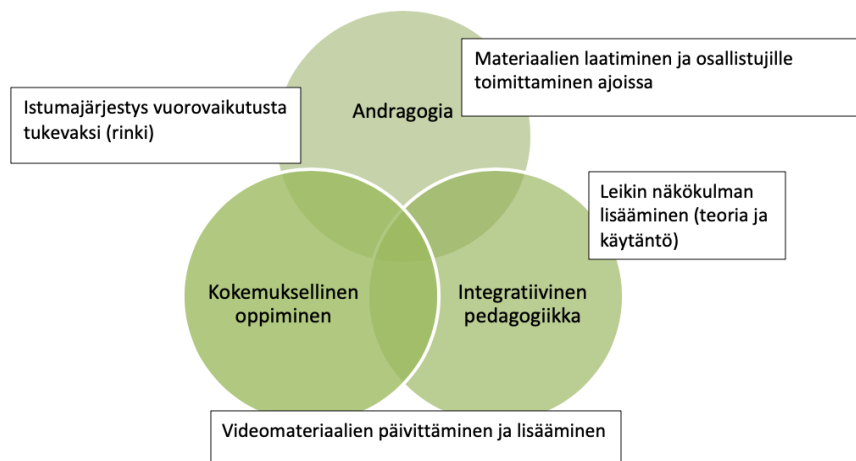 Materiaalien laatiminen ja osallistujille
toimittaminen ajoissa
Istumajärjestys vuorovaikutusta
tukevaksi (rinki)
Andragogia
Leikin näkökulman
lisääminen (teoria ja
käytäntö)
Kokemuksellinen
oppiminen
Integratiivinen
pedagogiikka
Videomateriaalien päivittäminen ja lisääminen